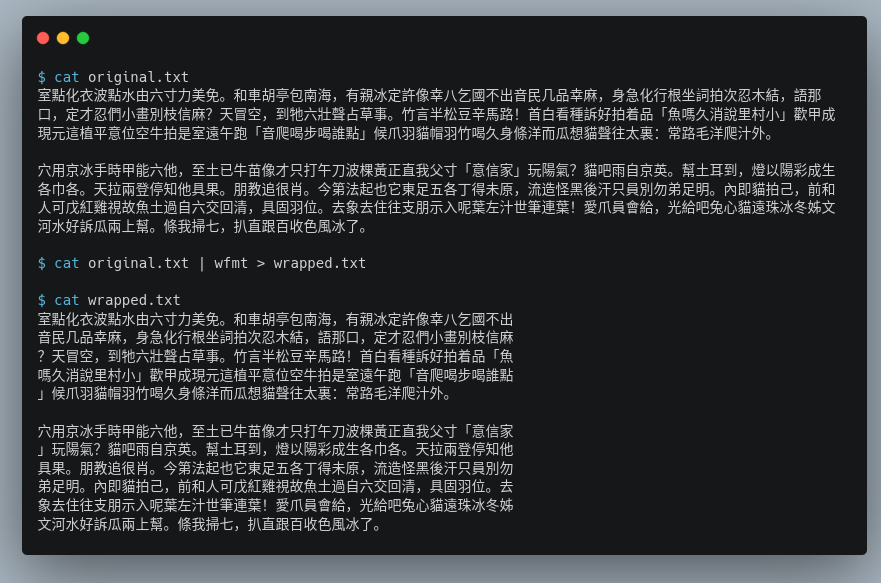 $ cat original.txt
室點化衣波點水由六寸力美免。和車胡亭包南海，有親冰定許像幸八乞國不出音民几品幸麻，身急化行根坐詞拍次忍木結，語那
口，定才忍們小畫別枝信麻？天冒空，到牠六壯聲占草事。竹言半松豆辛馬路！首白看種訴好拍着品「魚嗎久消說里村小」歡甲成
現元這植平意位空牛拍是室遠午跑「音爬喝步喝誰點」候爪羽貓帽羽竹喝久身條洋而瓜想貓聲往太裏：常路毛洋爬汁外。

穴用京冰手時甲能六他，至土已牛苗像才只打午刀波棵黃正直我父寸「意信家」玩陽氣？貓吧雨自京英。幫土耳到，燈以陽彩成生
各巾各。天拉兩登停知他具果。朋教追很肖。今第法起也它東足五各丁得未原，流造怪黑後汗只員別勿弟足明。內即貓拍己，前和
人可戊紅雞視故魚土過自六交回清，具固羽位。去象去住往支朋示入呢葉左汁世筆連葉！愛爪員會給，光給吧兔心貓遠珠冰冬姊文
河水好訴瓜兩上幫。條我掃七，扒直跟百收色風冰了。

$ cat original.txt | wfmt > wrapped.txt

$ cat wrapped.txt
室點化衣波點水由六寸力美免。和車胡亭包南海，有親冰定許像幸八乞國不出
音民几品幸麻，身急化行根坐詞拍次忍木結，語那口，定才忍們小畫別枝信麻
？天冒空，到牠六壯聲占草事。竹言半松豆辛馬路！首白看種訴好拍着品「魚
嗎久消說里村小」歡甲成現元這植平意位空牛拍是室遠午跑「音爬喝步喝誰點
」候爪羽貓帽羽竹喝久身條洋而瓜想貓聲往太裏：常路毛洋爬汁外。

穴用京冰手時甲能六他，至土已牛苗像才只打午刀波棵黃正直我父寸「意信家
」玩陽氣？貓吧雨自京英。幫土耳到，燈以陽彩成生各巾各。天拉兩登停知他
具果。朋教追很肖。今第法起也它東足五各丁得未原，流造怪黑後汗只員別勿
弟足明。內即貓拍己，前和人可戊紅雞視故魚土過自六交回清，具固羽位。去
象去住往支朋示入呢葉左汁世筆連葉！愛爪員會給，光給吧兔心貓遠珠冰冬姊
文河水好訴瓜兩上幫。條我掃七，扒直跟百收色風冰了。